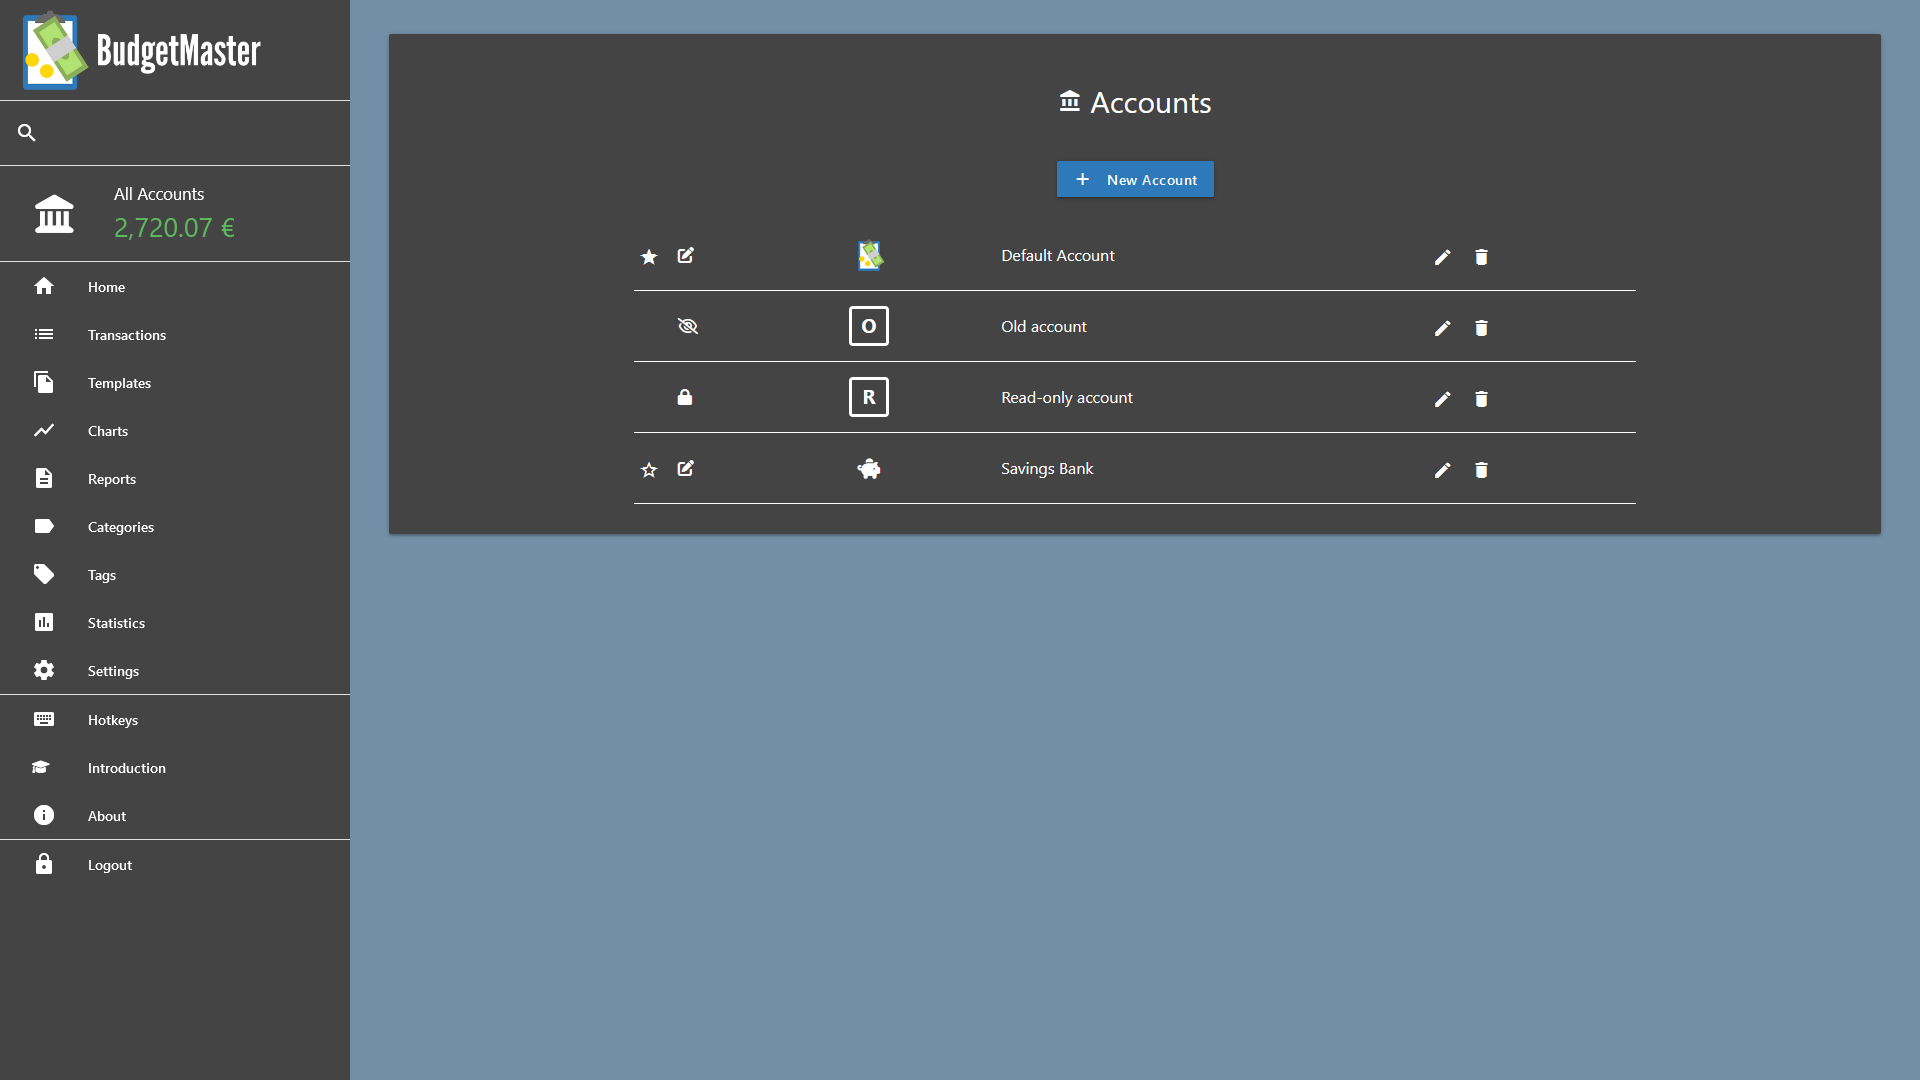 BudgetMaster
All Accounts
2,720.07 €
Home
Transactions
Templates
Charts
Reports
Categories
Tags
Statistics
Settings
Hotkeys
Introduction
About
Logout
Accounts
New Account
Default Account
O Old account
R Read-only account
Savings Bank